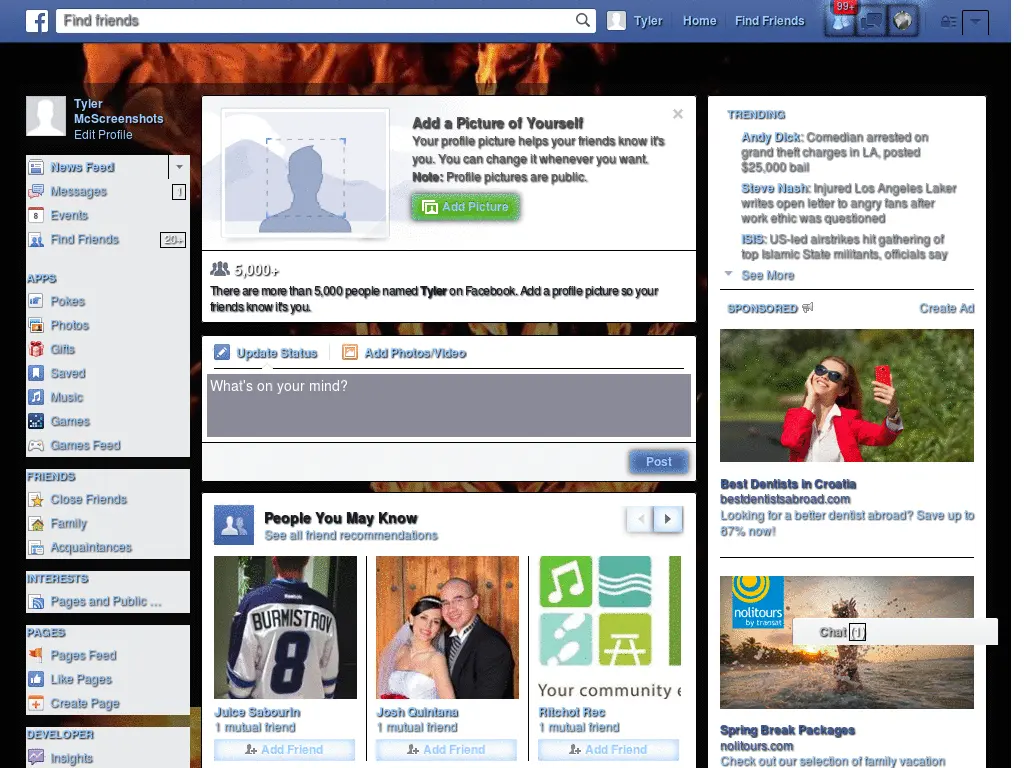 Find friends
Tyler
Home
Find Friends
99+
Tyler
McScreenshots
Edit Profile
News Feed
Messages
1
Events
8
Find Friends
20+
APPS
Pokes
Photos
Gifts
Saved
Music
Games
Games Feed
FRIENDS
Close Friends
Family
Acquaintances
INTERESTS
Pages and Public ...
PAGES
Pages Feed
Like Pages
Create Page
DEVELOPER
Insights
Add a Picture of Yourself
Your profile picture helps your friends know it's
you. You can change it whenever you want.
Note: Profile pictures are public.
Add Picture
5,000+
There are more than 5,000 people named Tyler on Facebook. Add a profile picture so your
friends know it's you.
Update Status
Add Photos/Video
What's on your mind?
Post
People You May Know
See all friend recommendations
BURMISTROV
8
Your community e
Juice Sabourin
1 mutual friend
Add Friend
Josh Quintana
1 mutual friend
Add Friend
Ritchot Rec
1 mutual friend
Add Friend
TRENDING
Andy Dick: Comedian arrested on
grand theft charges in LA, posted
$25,000 bail
Steve Nash: Injured Los Angeles Laker
writes open letter to angry fans after
work ethic was questioned
ISIS: US-led airstrikes hit gathering of
top Islamic State militants, officials say
See More
SPONSORED
Create Ad
Best Dentists in Croatia
bestdentistsabroad.com
Looking for a better dentist abroad? Save up to
67% now!
nolitours
by transat
Chat (1)
Spring Break Packages
nolitours.com
Check out our selection of family vacation